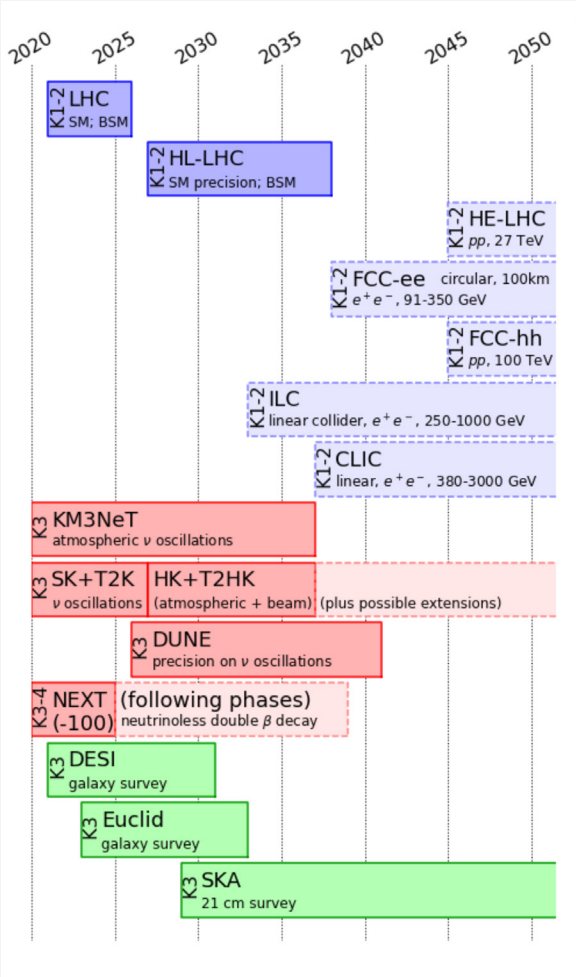 2020 2025 2030 2035 2040 2045 2050
K1-2 LHC
SM; BSM
K1-2 HL-LHC
SM precision; BSM
K1-2 HE-LHC
pp, 27 TeV
K1-2 FCC-ee circular, 100km
e⁺e⁻, 91-350 GeV
K1-2 FCC-hh
pp, 100 TeV
K1-2 ILC
linear collider, e⁺e⁻, 250-1000 GeV
K1-2 CLIC
linear, e⁺e⁻, 380-3000 GeV
K3 KM3NeT
atmospheric ν oscillations
K3 SK+T2K HK+T2HK
ν oscillations (atmospheric + beam) (plus possible extensions)
K3 DUNE
precision on ν oscillations
K3-4 NEXT (following phases)
(-100) neutrinoless double β decay
K3 DESI
galaxy survey
K3 Euclid
galaxy survey
K3 SKA
21 cm survey